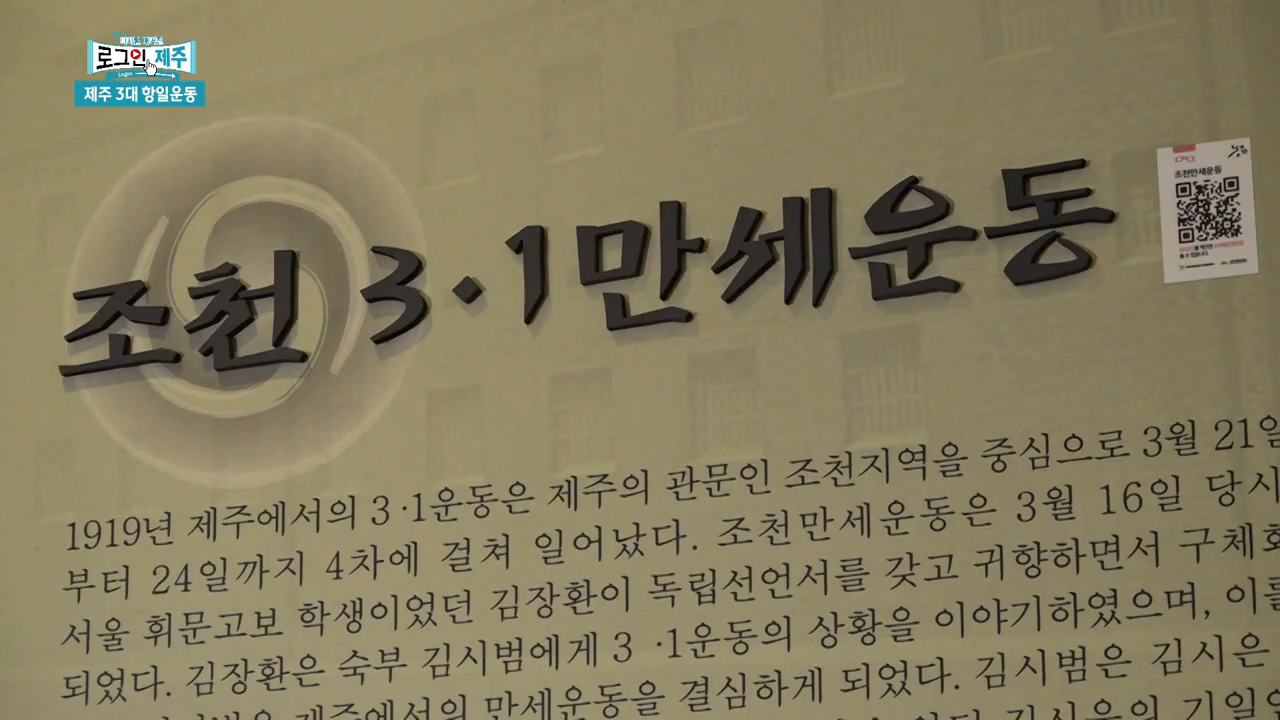 로그인 제주
Login
제주 3대 항일운동
조천만세운동
조천 3·1만세운동
1919년 제주에서의 3·1운동은 제주의 관문인 조천지역을 중심으로 3월 21일
부터 24일까지 4차에 걸쳐 일어났다. 조천만세운동은 3월 16일 당시
서울 휘문고보 학생이었던 김장환이 독립선언서를 갖고 귀향하면서 구체화
되었다. 김장환은 숙부 김시범에게 3·1운동의 상황을 이야기하였으며, 이를
제주에서의 만세운동을 결심하게 되었다. 김시범은 김시은
김시은의 기일인